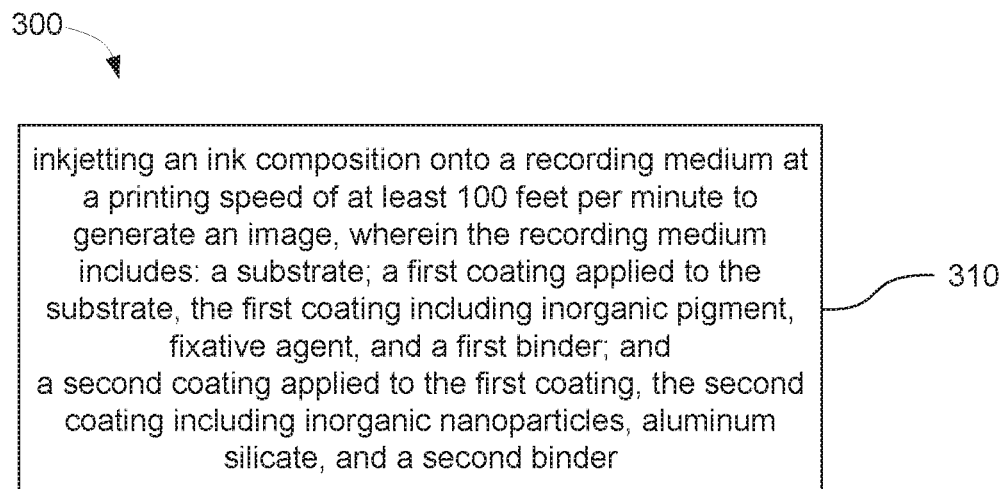 300
inkjetting an ink composition onto a recording medium at
a printing speed of at least 100 feet per minute to
generate an image, wherein the recording medium
includes: a substrate; a first coating applied to the
substrate, the first coating including inorganic pigment,
fixative agent, and a first binder; and
a second coating applied to the first coating, the second
coating including inorganic nanoparticles, aluminum
silicate, and a second binder
310